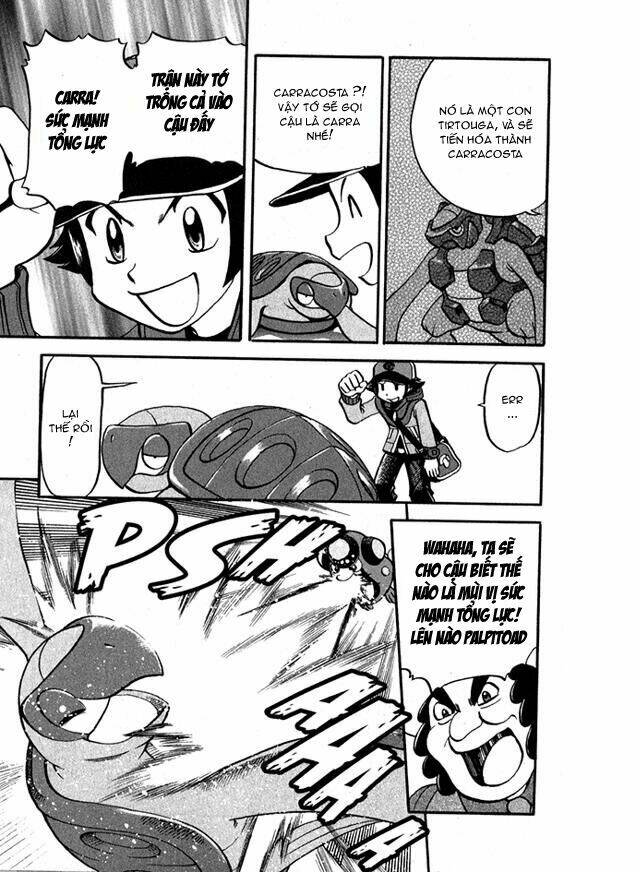 NÓ LÀ MỘT CON
TIRTOUGA, VÀ SẼ
TIẾN HÓA THÀNH
CARRACOSTA
CARRACOSTA ?!
VẬY TỚ SẼ GỌI
CẬU LÀ CARRA
NHÉ!
TRẬN NÀY TỚ
TRÔNG CẢ VÀO
CẬU ĐẤY
CARRA!
SỨC MẠNH
TỔNG LỰC
ERR
...
LẠI
THẾ RỒI
!
WAHAHA, TA SẼ
CHO CẬU BIẾT THẾ
NÀO LÀ MÙI VỊ SỨC
MẠNH TỔNG LỰC!
LÊN NÀO PALPITOAD
PSH
AAAA
A